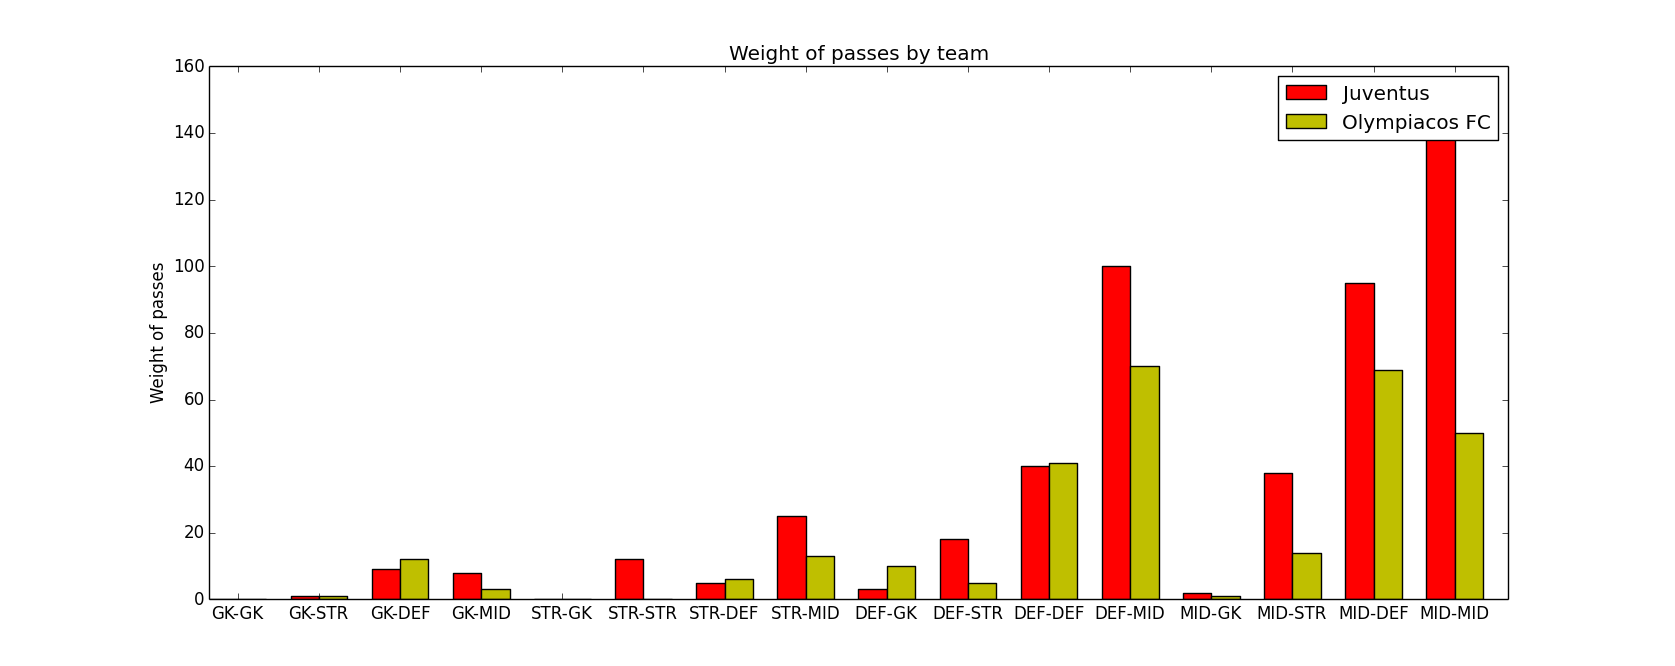 Weight of passes by team
160
140
120
100
80
60
40
20
0
Weight of passes
Juventus
Olympiacos FC
GK-GK GK-STR GK-DEF GK-MID STR-GK STR-STR STR-DEF STR-MID DEF-GK DEF-STR DEF-DEF DEF-MID MID-GK MID-STR MID-DEF MID-MID